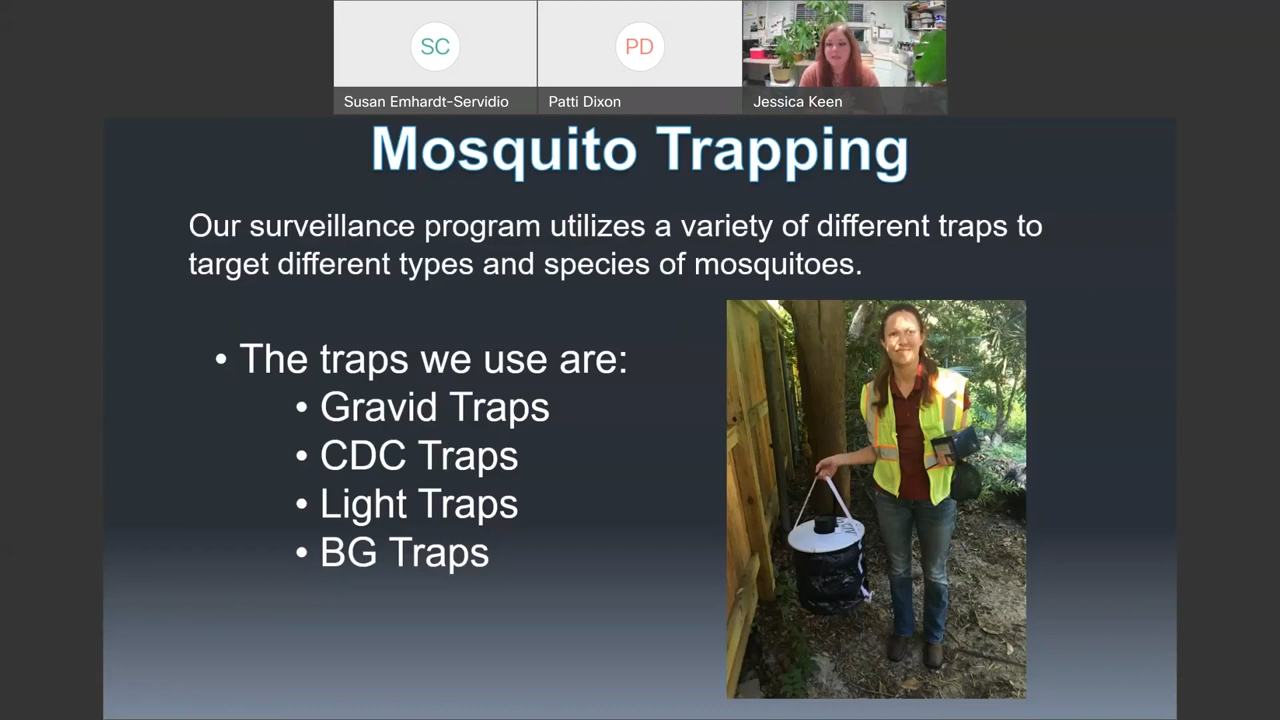 SC
PD
Susan Emhardt-Servidio
Patti Dixon
Jessica Keen
Mosquito Trapping
Our surveillance program utilizes a variety of different traps to
target different types and species of mosquitoes.
• The traps we use are:
• Gravid Traps
• CDC Traps
• Light Traps
• BG Traps